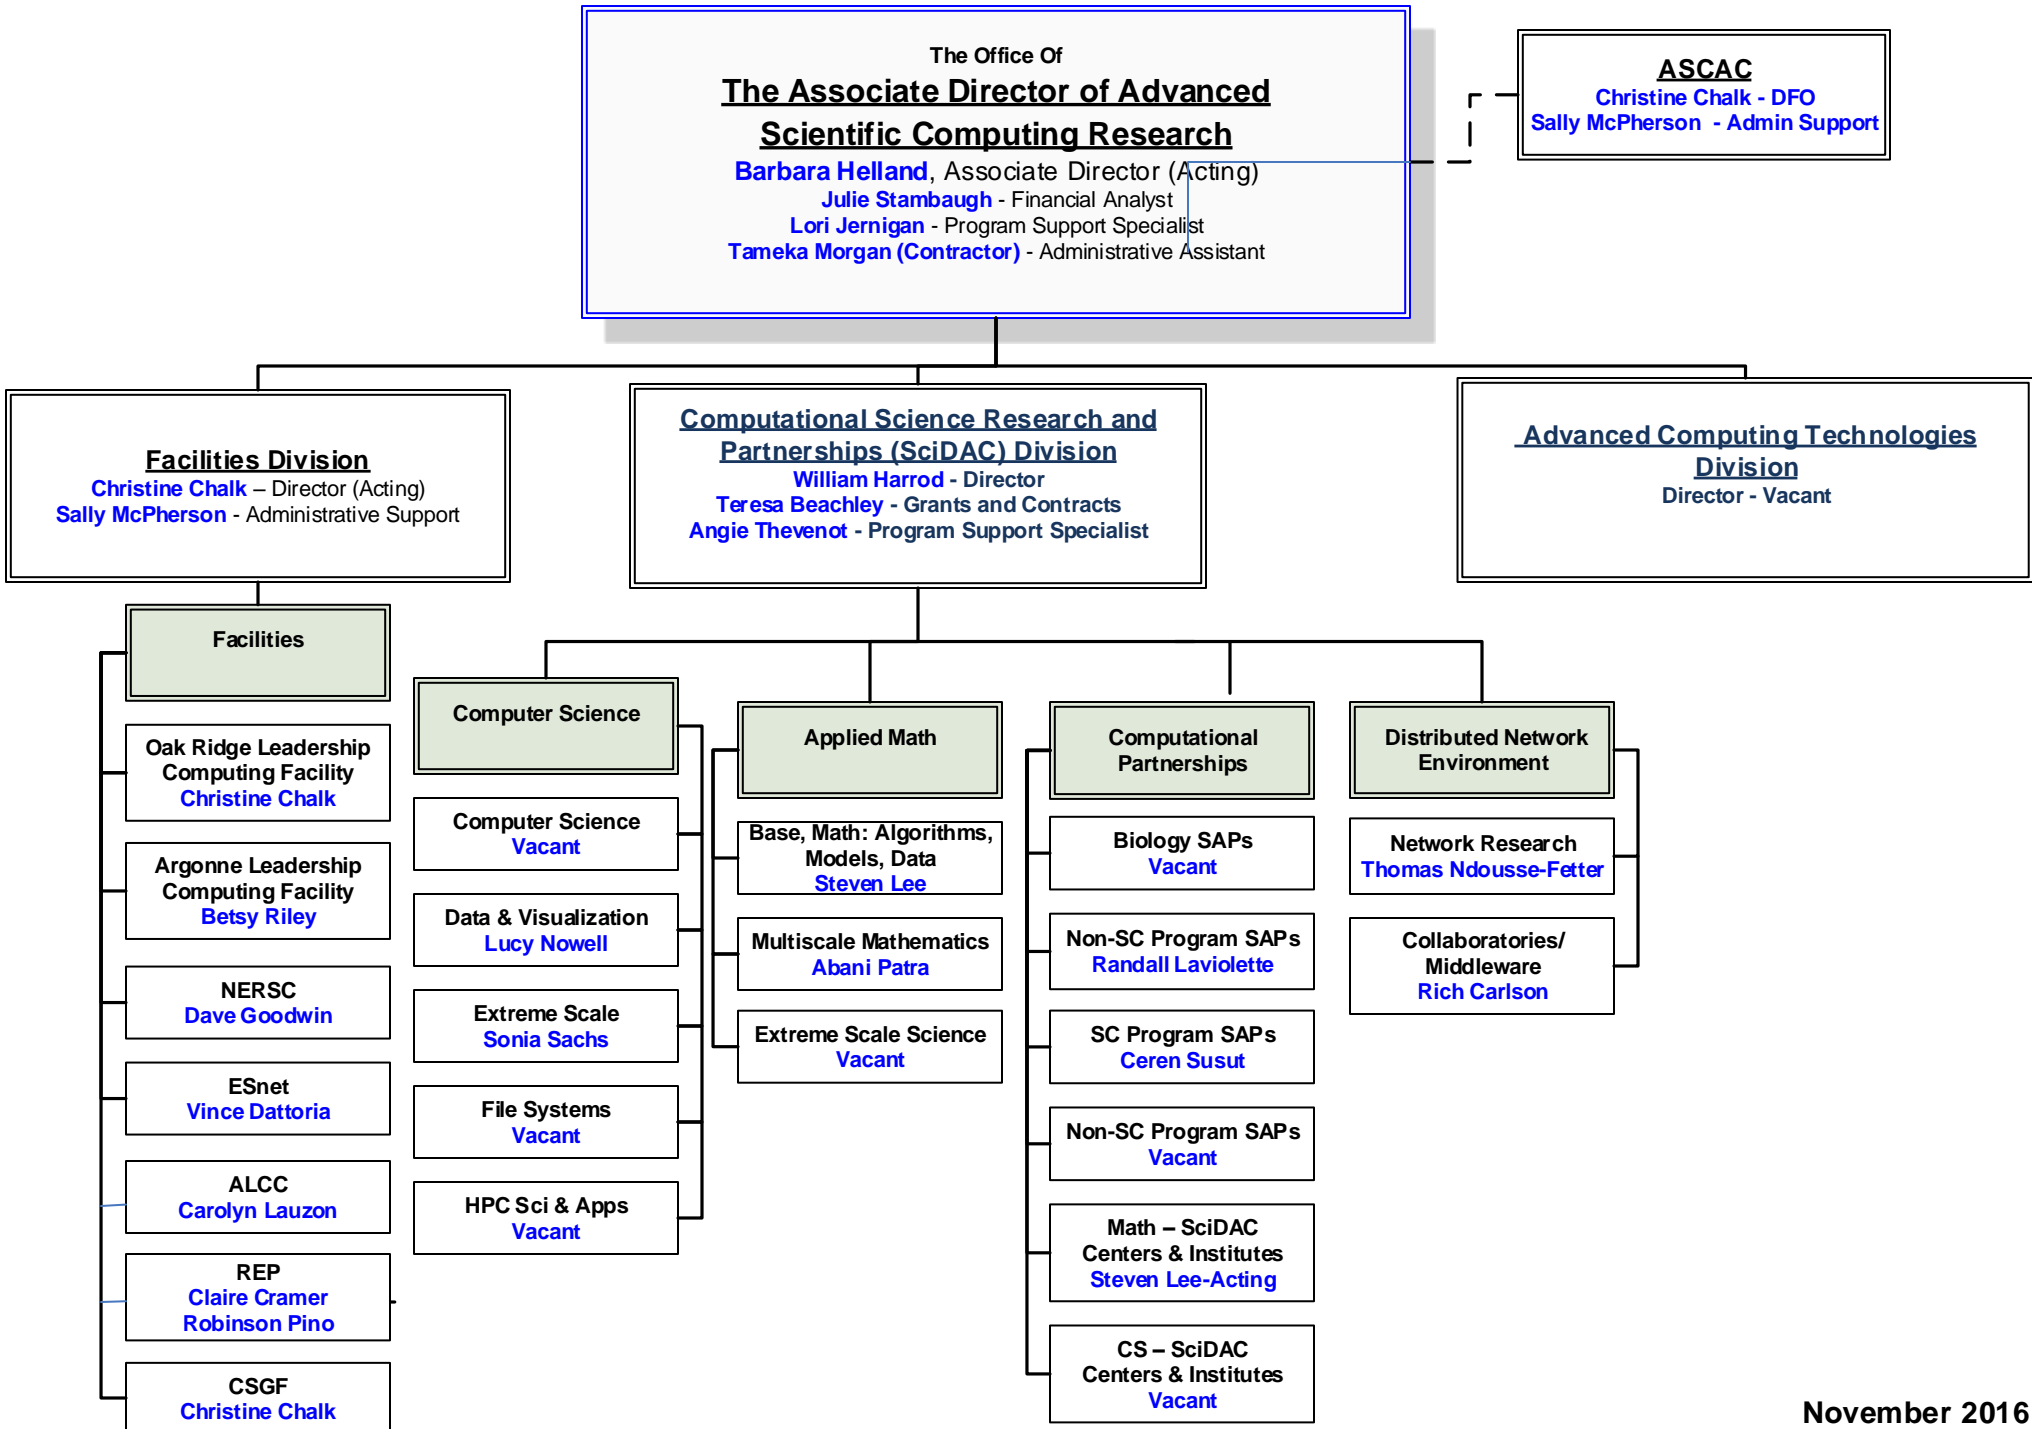 The Office Of
The Associate Director of Advanced
Scientific Computing Research
Barbara Helland, Associate Director (Acting)
Julie Stambaugh - Financial Analyst
Lori Jernigan - Program Support Specialist
Tameka Morgan (Contractor) - Administrative Assistant
ASCAC
Christine Chalk - DFO
Sally McPherson - Admin Support
Facilities Division
Christine Chalk – Director (Acting)
Sally McPherson - Administrative Support
Computational Science Research and
Partnerships (SciDAC) Division
William Harrod - Director
Teresa Beachley - Grants and Contracts
Angie Thevenot - Program Support Specialist
Advanced Computing Technologies
Division
Director - Vacant
Facilities
Oak Ridge Leadership
Computing Facility
Christine Chalk
Argonne Leadership
Computing Facility
Betsy Riley
NERSC
Dave Goodwin
ESnet
Vince Dattoria
ALCC
Carolyn Lauzon
REP
Claire Cramer
Robinson Pino
CSGF
Christine Chalk
Computer Science
Computer Science
Vacant
Data & Visualization
Lucy Nowell
Extreme Scale
Sonia Sachs
File Systems
Vacant
HPC Sci & Apps
Vacant
Applied Math
Base, Math: Algorithms,
Models, Data
Steven Lee
Multiscale Mathematics
Abani Patra
Extreme Scale Science
Vacant
Computational
Partnerships
Biology SAPs
Vacant
Non-SC Program SAPs
Randall Laviolette
SC Program SAPs
Ceren Susut
Non-SC Program SAPs
Vacant
Math – SciDAC
Centers & Institutes
Steven Lee-Acting
CS – SciDAC
Centers & Institutes
Vacant
Distributed Network
Environment
Network Research
Thomas Ndousse-Fetter
Collaboratories/
Middleware
Rich Carlson
November 2016